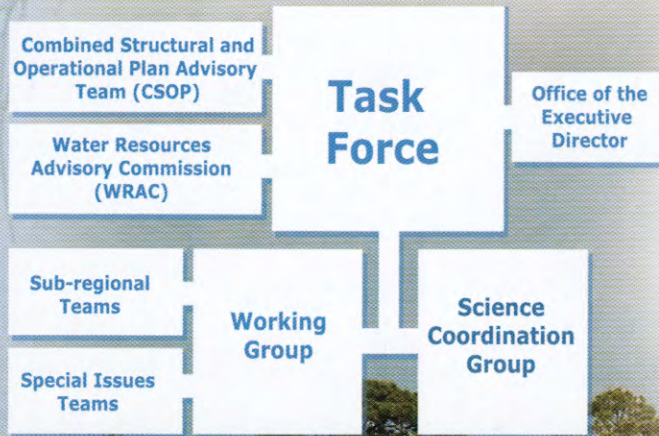 Combined Structural and
Operational Plan Advisory
Team (CSOP)
Water Resources
Advisory Commission
(WRAC)
Task
Force
Office of the
Executive
Director
Sub-regional
Teams
Special Issues
Teams
Working
Group
Science
Coordination
Group